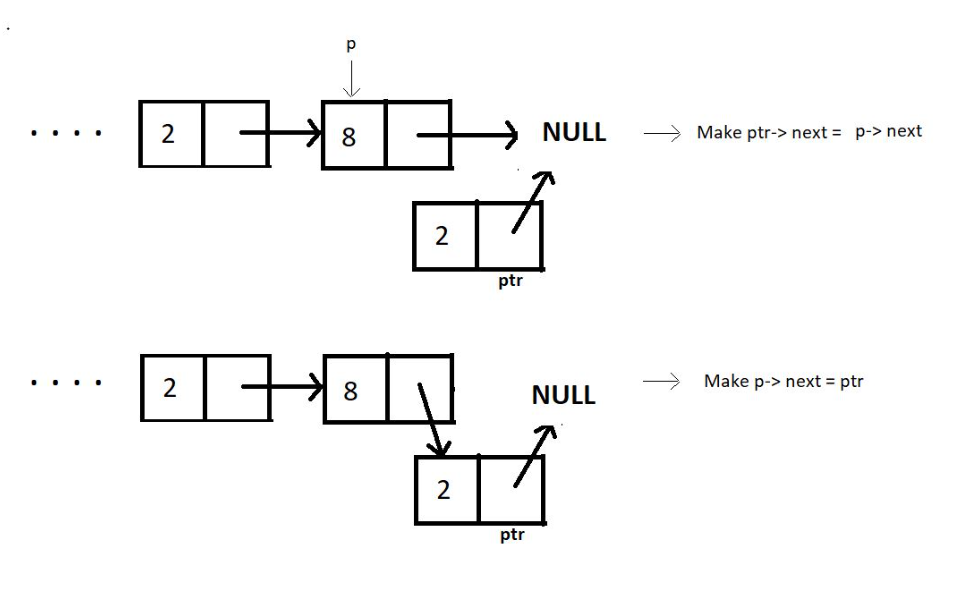 p
. . . . 2 8 NULL Make ptr-> next = p-> next
2
ptr
. . . . 2 8 NULL Make p-> next = ptr
2
ptr